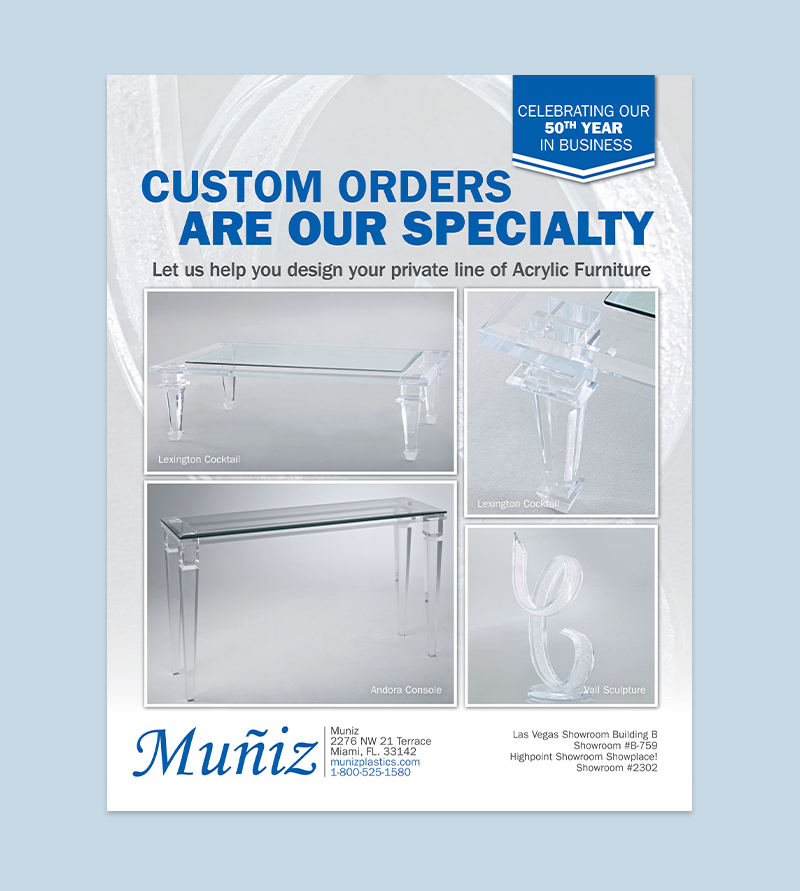 CELEBRATING OUR
50TH YEAR
IN BUSINESS
CUSTOM ORDERS
ARE OUR SPECIALTY
Let us help you design your private line of Acrylic Furniture
Lexington Cocktail
Lexington Cocktail
Andora Console
Vail Sculpture
Muñiz
Muniz
2276 NW 21 Terrace
Miami, FL. 33142
munizplastics.com
1-800-525-1580
Las Vegas Showroom Building B
Showroom #B-759
Highpoint Showroom Showplace!
Showroom #2302